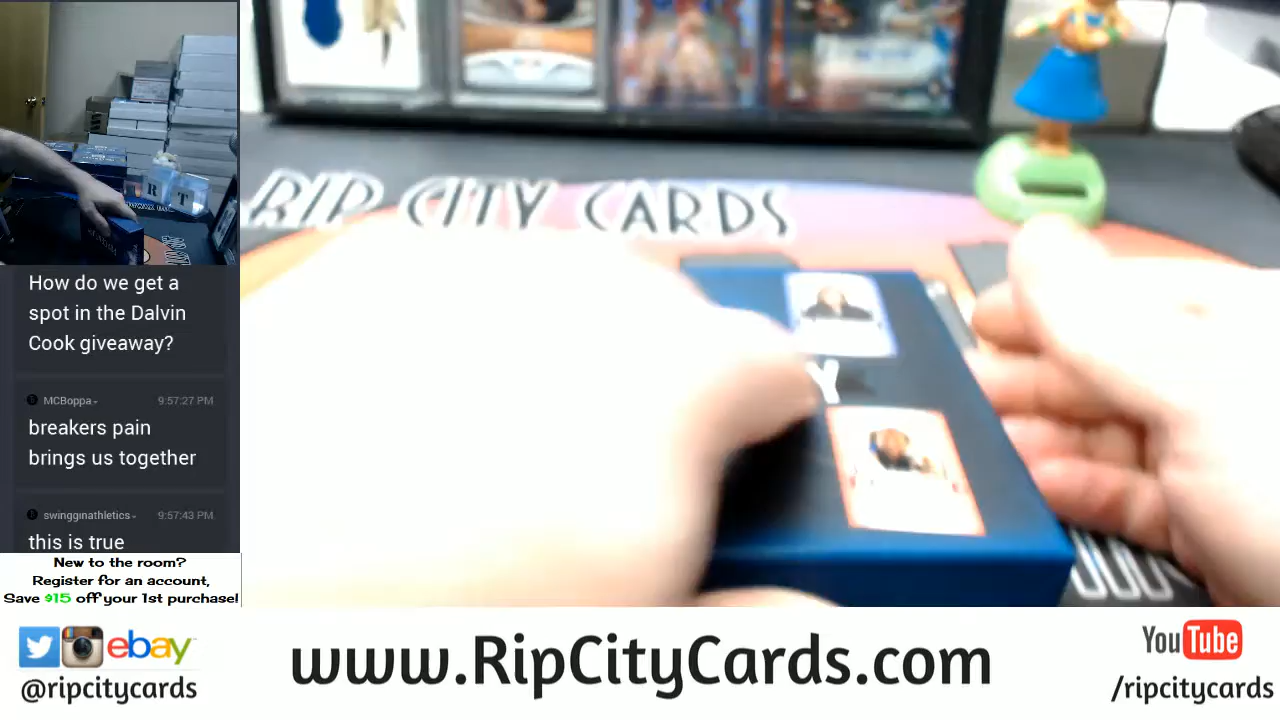 RIP CITY CARDS
R T
Y
How do we get a
spot in the Dalvin
Cook giveaway?
MCBoppa 9:57:27 PM
breakers pain
brings us together
swingginathletics 9:57:43 PM
this is true
New to the room?
Register for an account,
Save $15 off your 1st purchase!
ebay
@ripcitycards
www.RipCityCards.com
YouTube
/ripcitycards